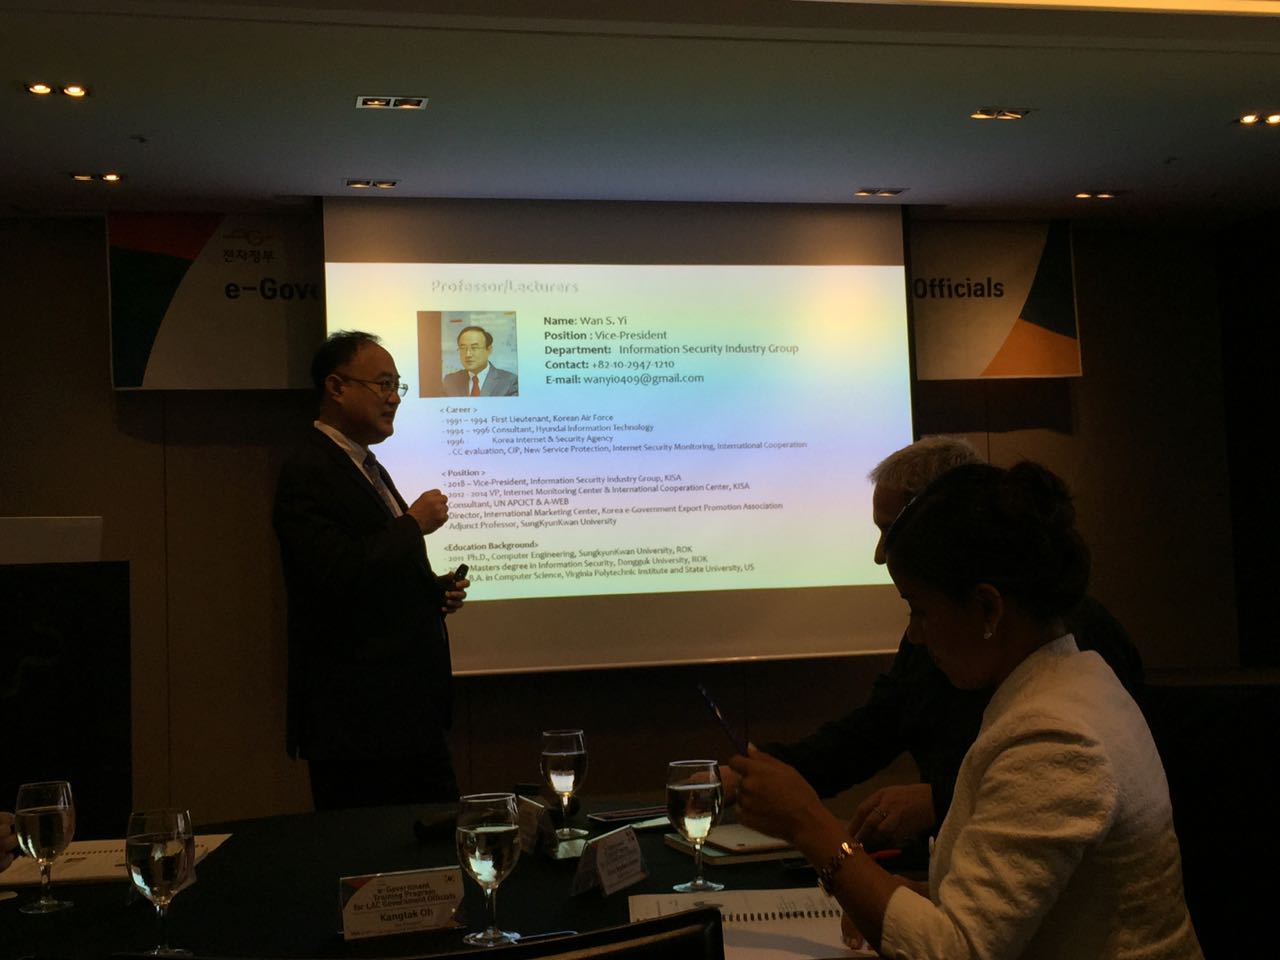 전자정부
e-Gove
Officials
Professor/Lecturers
Name: Wan S. Yi
Position : Vice-President
Department: Information Security Industry Group
Contact: +82-10-2947-1210
E-mail: wanyi0409@gmail.com
< Career >
- 1991 – 1994 First Lieutenant, Korean Air Force
- 1994 – 1996 Consultant, Hyundai Information Technology
- 1996 Korea Internet & Security Agency
. CC evaluation, CIP, New Service Protection, Internet Security Monitoring, International Cooperation
< Position >
- 2018 – Vice-President, Information Security Industry Group, KISA
2012 - 2014 VP, Internet Monitoring Center & International Cooperation Center, KISA
Consultant, UN APCICT & A-WEB
Director, International Marketing Center, Korea e-Government Export Promotion Association
Adjunct Professor, SungKyunKwan University
<Education Background>
- 2011 Ph.D., Computer Engineering, SungkyunKwan University, ROK
Masters degree in Information Security, Dongguk University, ROK
B.A. in Computer Science, Virginia Polytechnic Institute and State University, US
e-Government
Training Program
for LAC Government Officials
Kangtak Oh